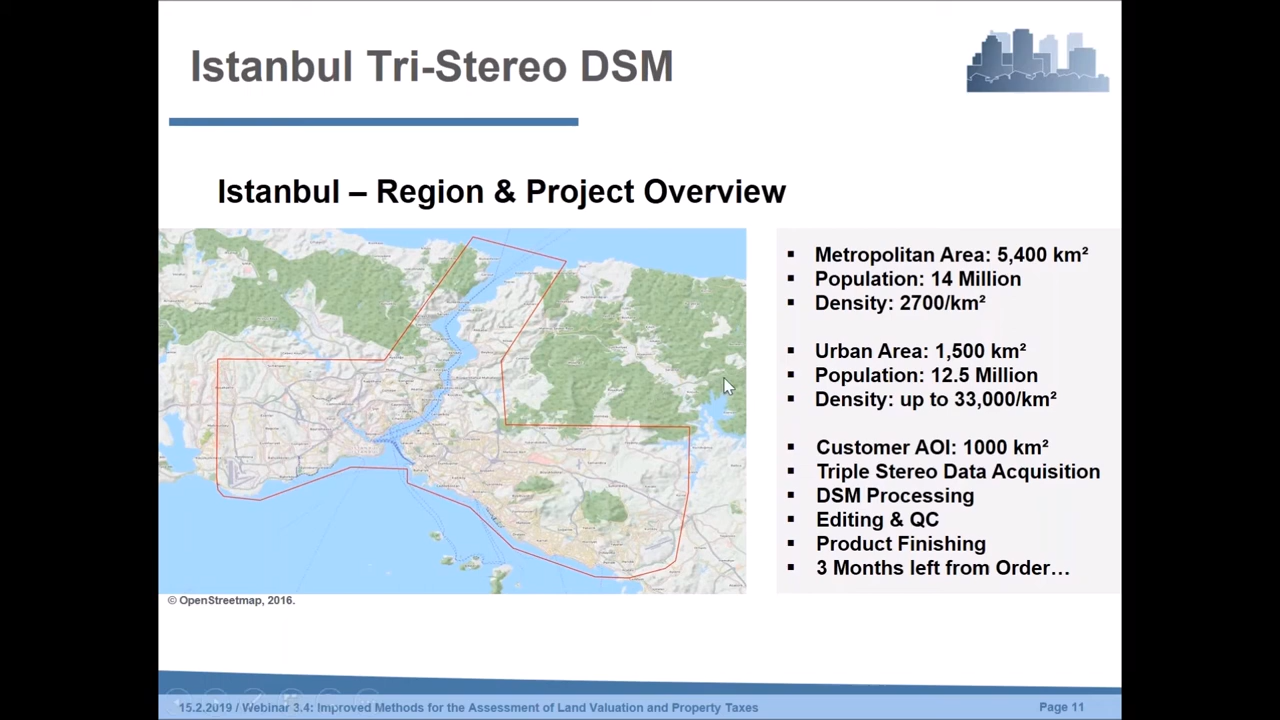 Istanbul Tri-Stereo DSM
Istanbul – Region & Project Overview
▪ Metropolitan Area: 5,400 km²
▪ Population: 14 Million
▪ Density: 2700/km²
▪ Urban Area: 1,500 km²
▪ Population: 12.5 Million
▪ Density: up to 33,000/km²
▪ Customer AOI: 1000 km²
▪ Triple Stereo Data Acquisition
▪ DSM Processing
▪ Editing & QC
▪ Product Finishing
▪ 3 Months left from Order…
© OpenStreetmap, 2016.
15.2.2019 / Webinar 3.4: Improved Methods for the Assessment of Land Valuation and Property Taxes
Page 11